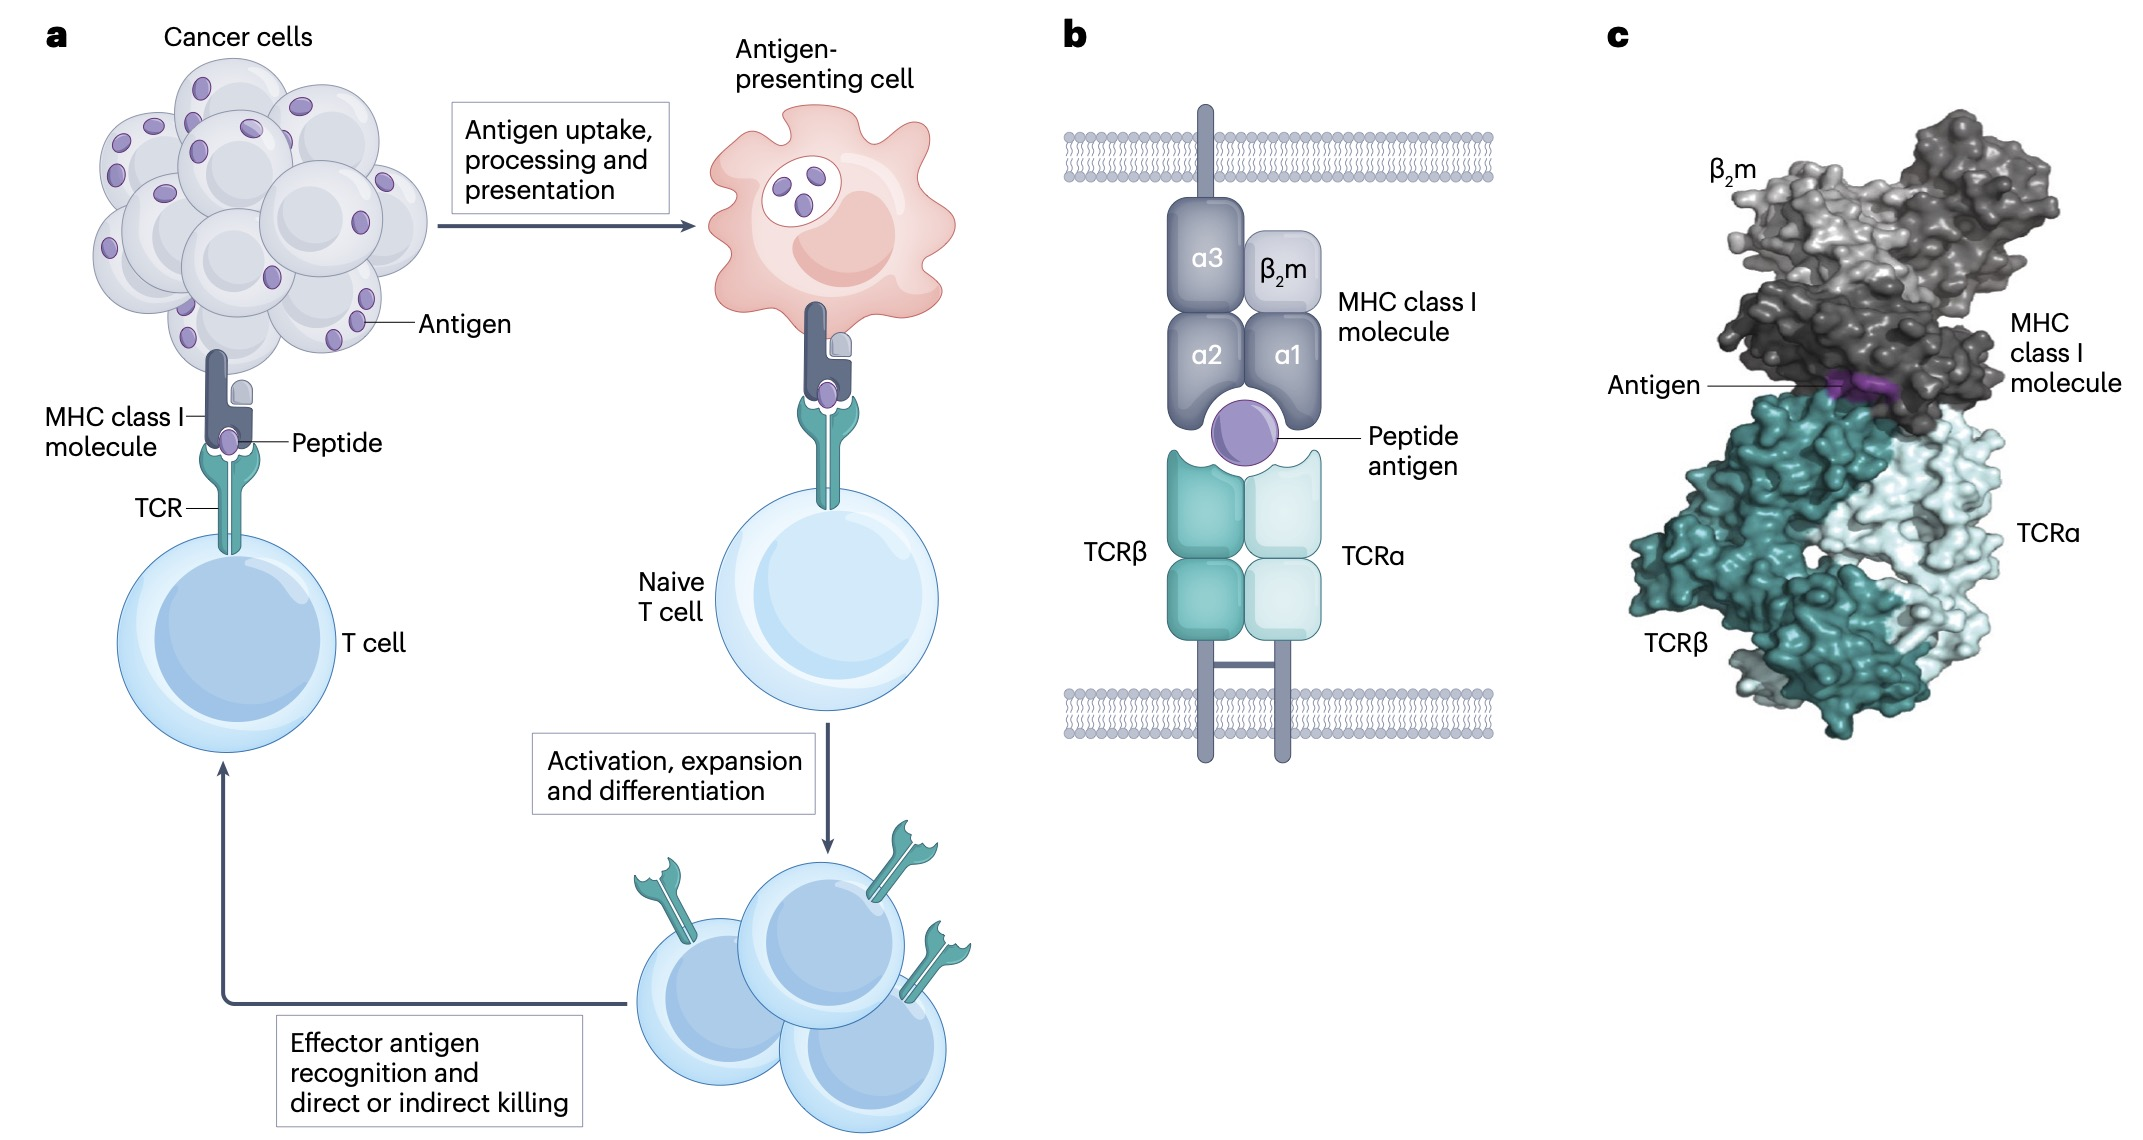 a
Cancer cells
Antigen-
presenting cell
Antigen uptake,
processing and
presentation
Antigen
MHC class I
molecule
Peptide
TCR
T cell
Naive
T cell
Activation, expansion
and differentiation
Effector antigen
recognition and
direct or indirect killing
b
α3
β₂m
α2
α1
MHC class I
molecule
Peptide
antigen
TCRβ
TCRα
c
β₂m
MHC
class I
molecule
Antigen
TCRα
TCRβ